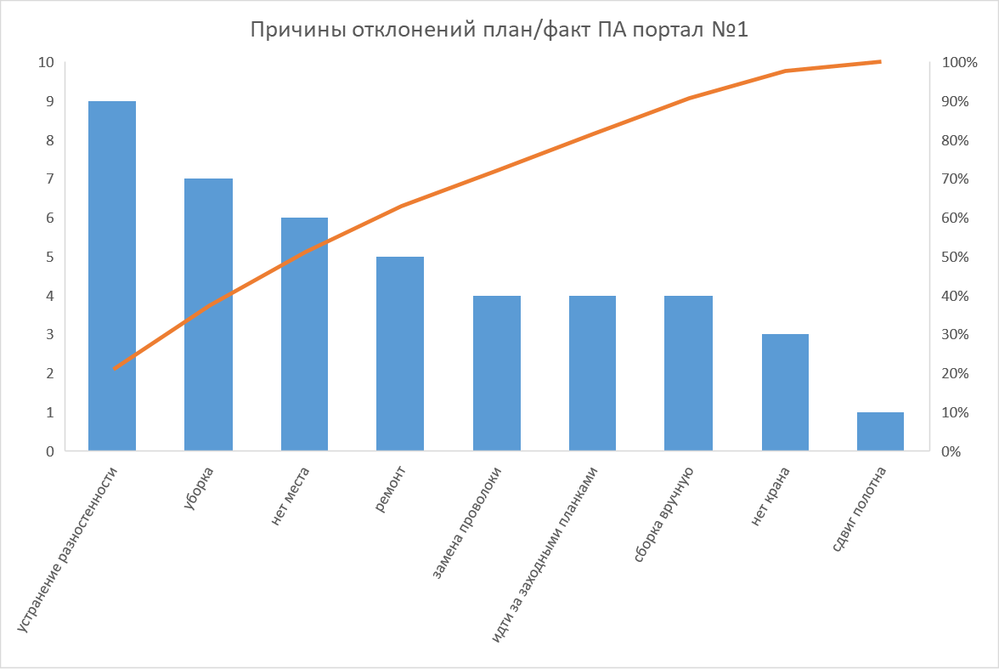 Причины отклонений план/факт ПА портал №1
10
9
8
7
6
5
4
3
2
1
0
100%
90%
80%
70%
60%
50%
40%
30%
20%
10%
0%
устранение разностенности
уборка
нет места
ремонт
замена проволоки
идти за заходными планками
сборка вручную
нет крана
сдвиг полотна